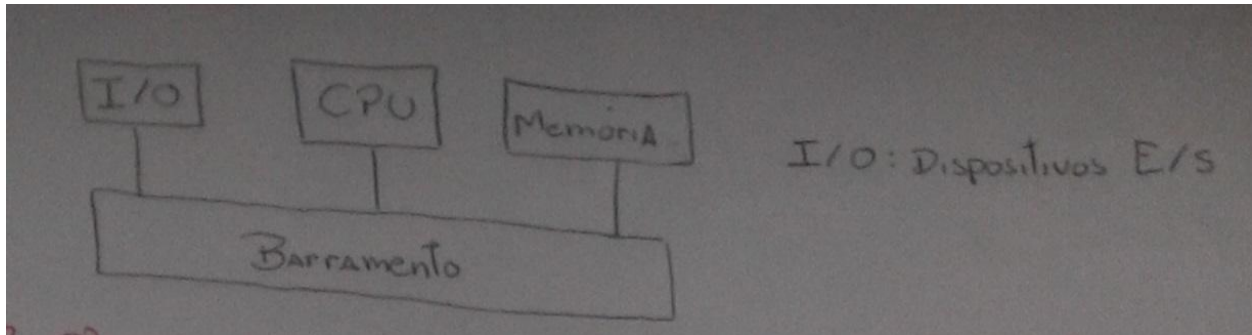 I/O
CPU
Memória
I/O: Dispositivos E/S
Barramento